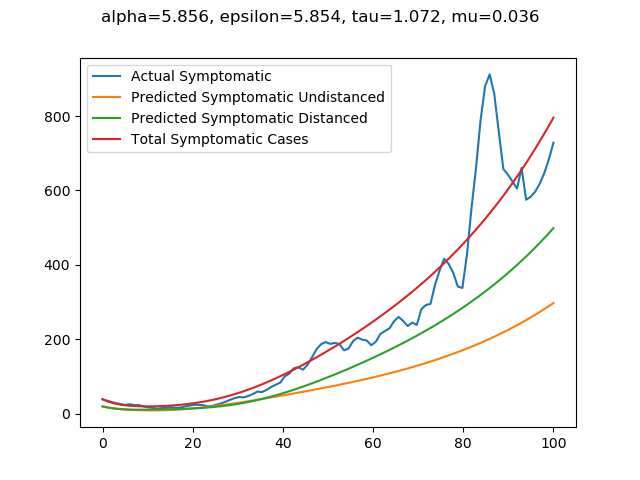 alpha=5.856, epsilon=5.854, tau=1.072, mu=0.036
Actual Symptomatic
Predicted Symptomatic Undistanced
Predicted Symptomatic Distanced
Total Symptomatic Cases
800
600
400
200
0
0 20 40 60 80 100